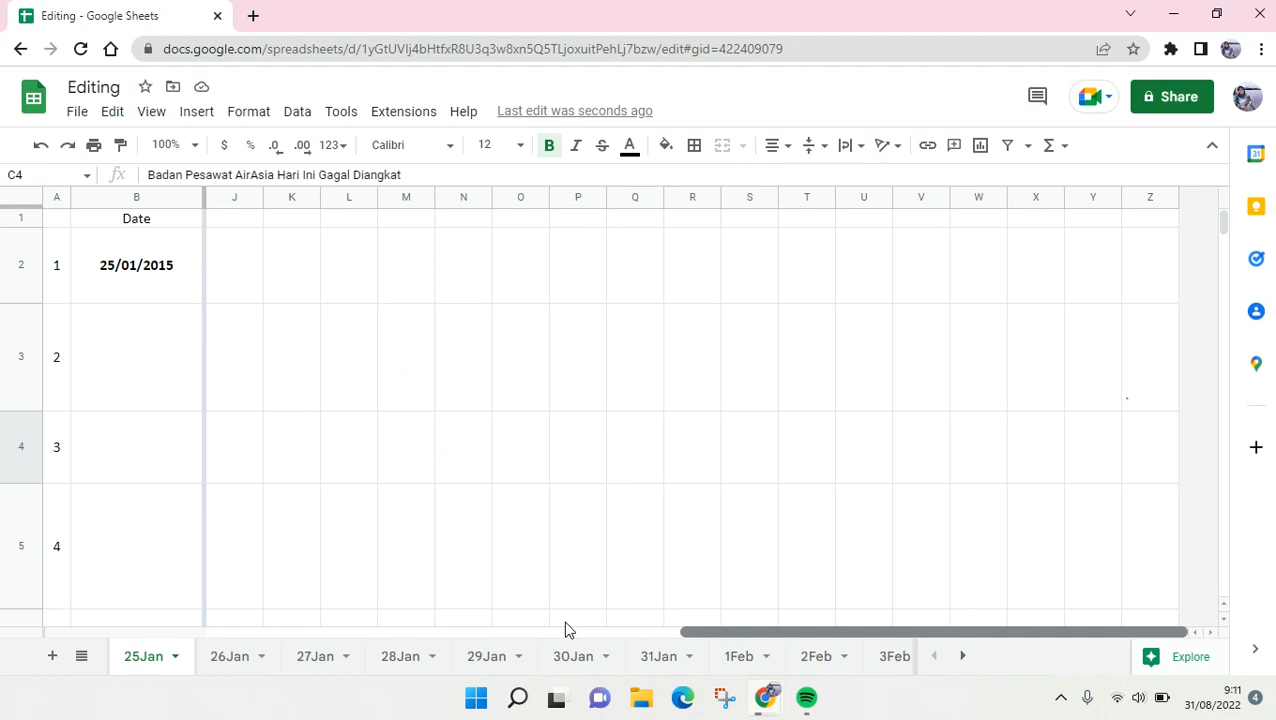 Editing - Google Sheets
docs.google.com/spreadsheets/d/1yGtUVIj4bHtfxR8U3q3w8xn5Q5TLjoxuitPehLj7bzw/edit#gid=422409079
Editing
File Edit View Insert Format Data Tools Extensions Help Last edit was seconds ago
Share
100% $ % .0 .00 123 Calibri 12 B I S A
C4 fx Badan Pesawat AirAsia Hari Ini Gagal Diangkat
A B J K L M N O P Q R S T U V W X Y Z
1 Date
2 1 25/01/2015
3 2
4 3
5 4
25Jan 26Jan 27Jan 28Jan 29Jan 30Jan 31Jan 1Feb 2Feb 3Feb Explore
9:11
31/08/2022
4